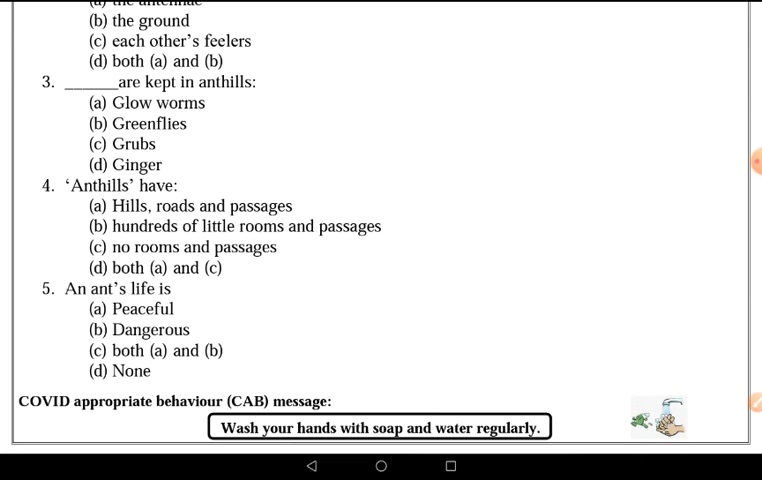 (a) the antennae
(b) the ground
(c) each other’s feelers
(d) both (a) and (b)
3. ______are kept in anthills:
(a) Glow worms
(b) Greenflies
(c) Grubs
(d) Ginger
4. ‘Anthills’ have:
(a) Hills, roads and passages
(b) hundreds of little rooms and passages
(c) no rooms and passages
(d) both (a) and (c)
5. An ant’s life is
(a) Peaceful
(b) Dangerous
(c) both (a) and (b)
(d) None
COVID appropriate behaviour (CAB) message:
Wash your hands with soap and water regularly.